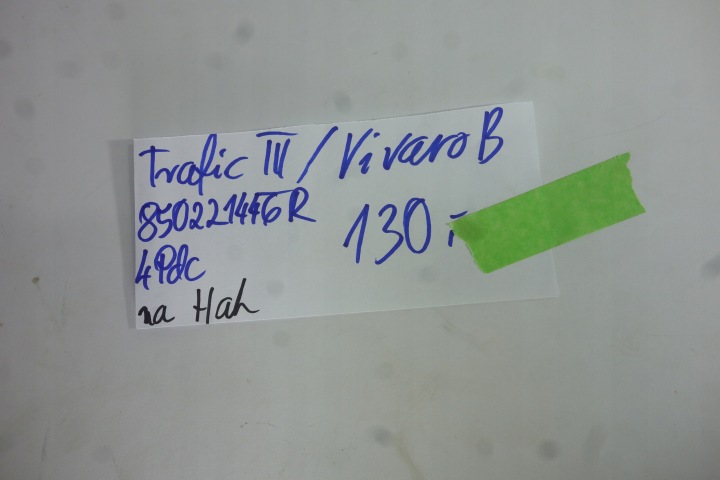 Trafic III / Vivaro B
850221446R 130
4Pdc
na Hak